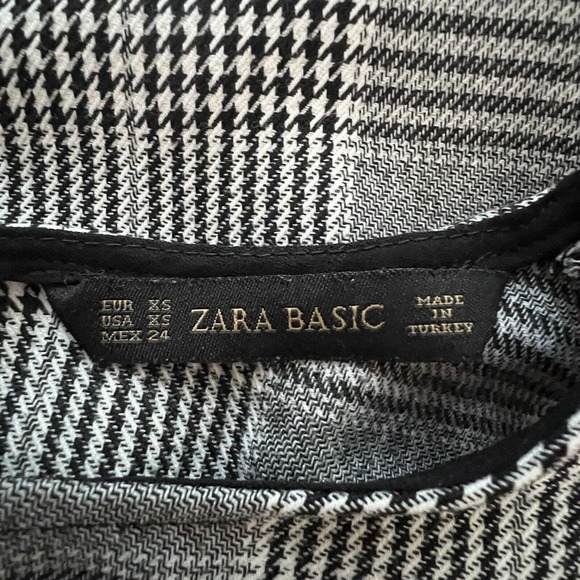 EUR XS
USA XS
MEX 24
ZARA BASIC
MADE
IN
TURKEY